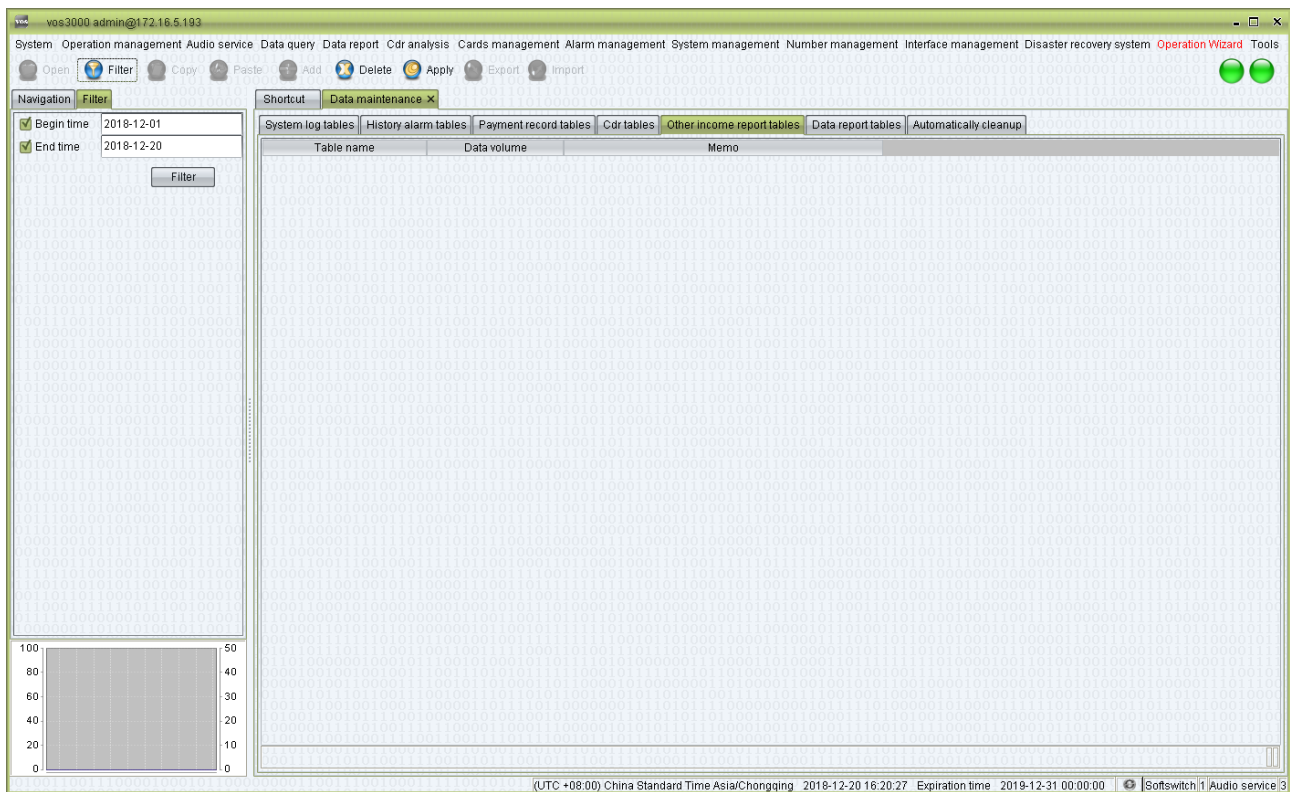 vos vos3000 admin@172.16.5.193
System Operation management Audio service Data query Data report Cdr analysis Cards management Alarm management System management Number management Interface management Disaster recovery system Operation Wizard Tools
Open Filter Copy Paste Add Delete Apply Export Import
Navigation Filter
Shortcut Data maintenance
Begin time 2018-12-01
End time 2018-12-20
Filter
System log tables History alarm tables Payment record tables Cdr tables Other income report tables Data report tables Automatically cleanup
Table name Data volume Memo
100 50
80 40
60 30
40 20
20 10
0 0
(UTC +08:00) China Standard Time Asia/Chongqing 2018-12-20 16:20:27 Expiration time 2019-12-31 00:00:00 Softswitch 1 Audio service 3